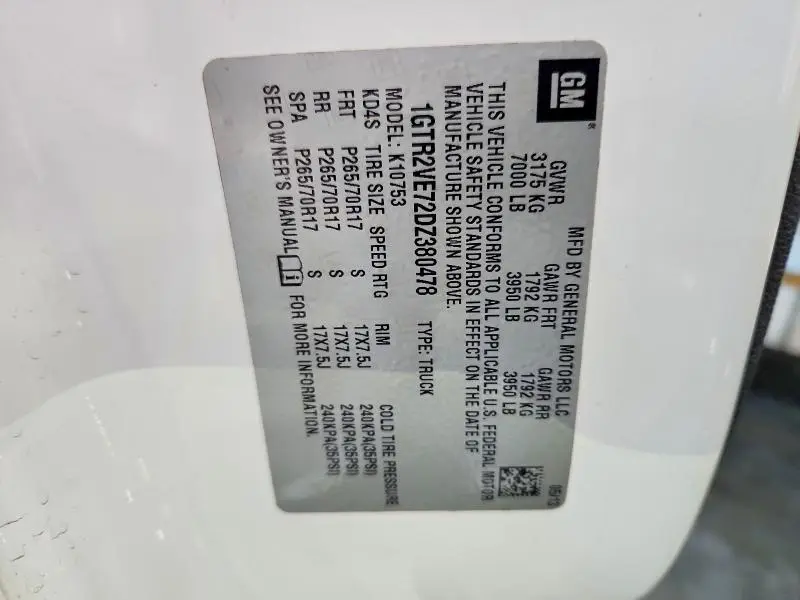 GM®
MFD BY GENERAL MOTORS LLC 05/13
GVWR GAWR FRT GAWR RR
3175 KG 1792 KG 1792 KG
7000 LB 3950 LB 3950 LB
THIS VEHICLE CONFORMS TO ALL APPLICABLE U.S. FEDERAL MOTOR
VEHICLE SAFETY STANDARDS IN EFFECT ON THE DATE OF
MANUFACTURE SHOWN ABOVE.
1GTR2VE72DZ380478 TYPE: TRUCK
MODEL: K10753
KD4S TIRE SIZE SPEED RTG RIM COLD TIRE PRESSURE
FRT P265/70R17 S 17X7.5J 240KPA(35PSI)
RR P265/70R17 S 17X7.5J 240KPA(35PSI)
SPA P265/70R17 S 17X7.5J 240KPA(35PSI)
SEE OWNER'S MANUAL i FOR MORE INFORMATION.